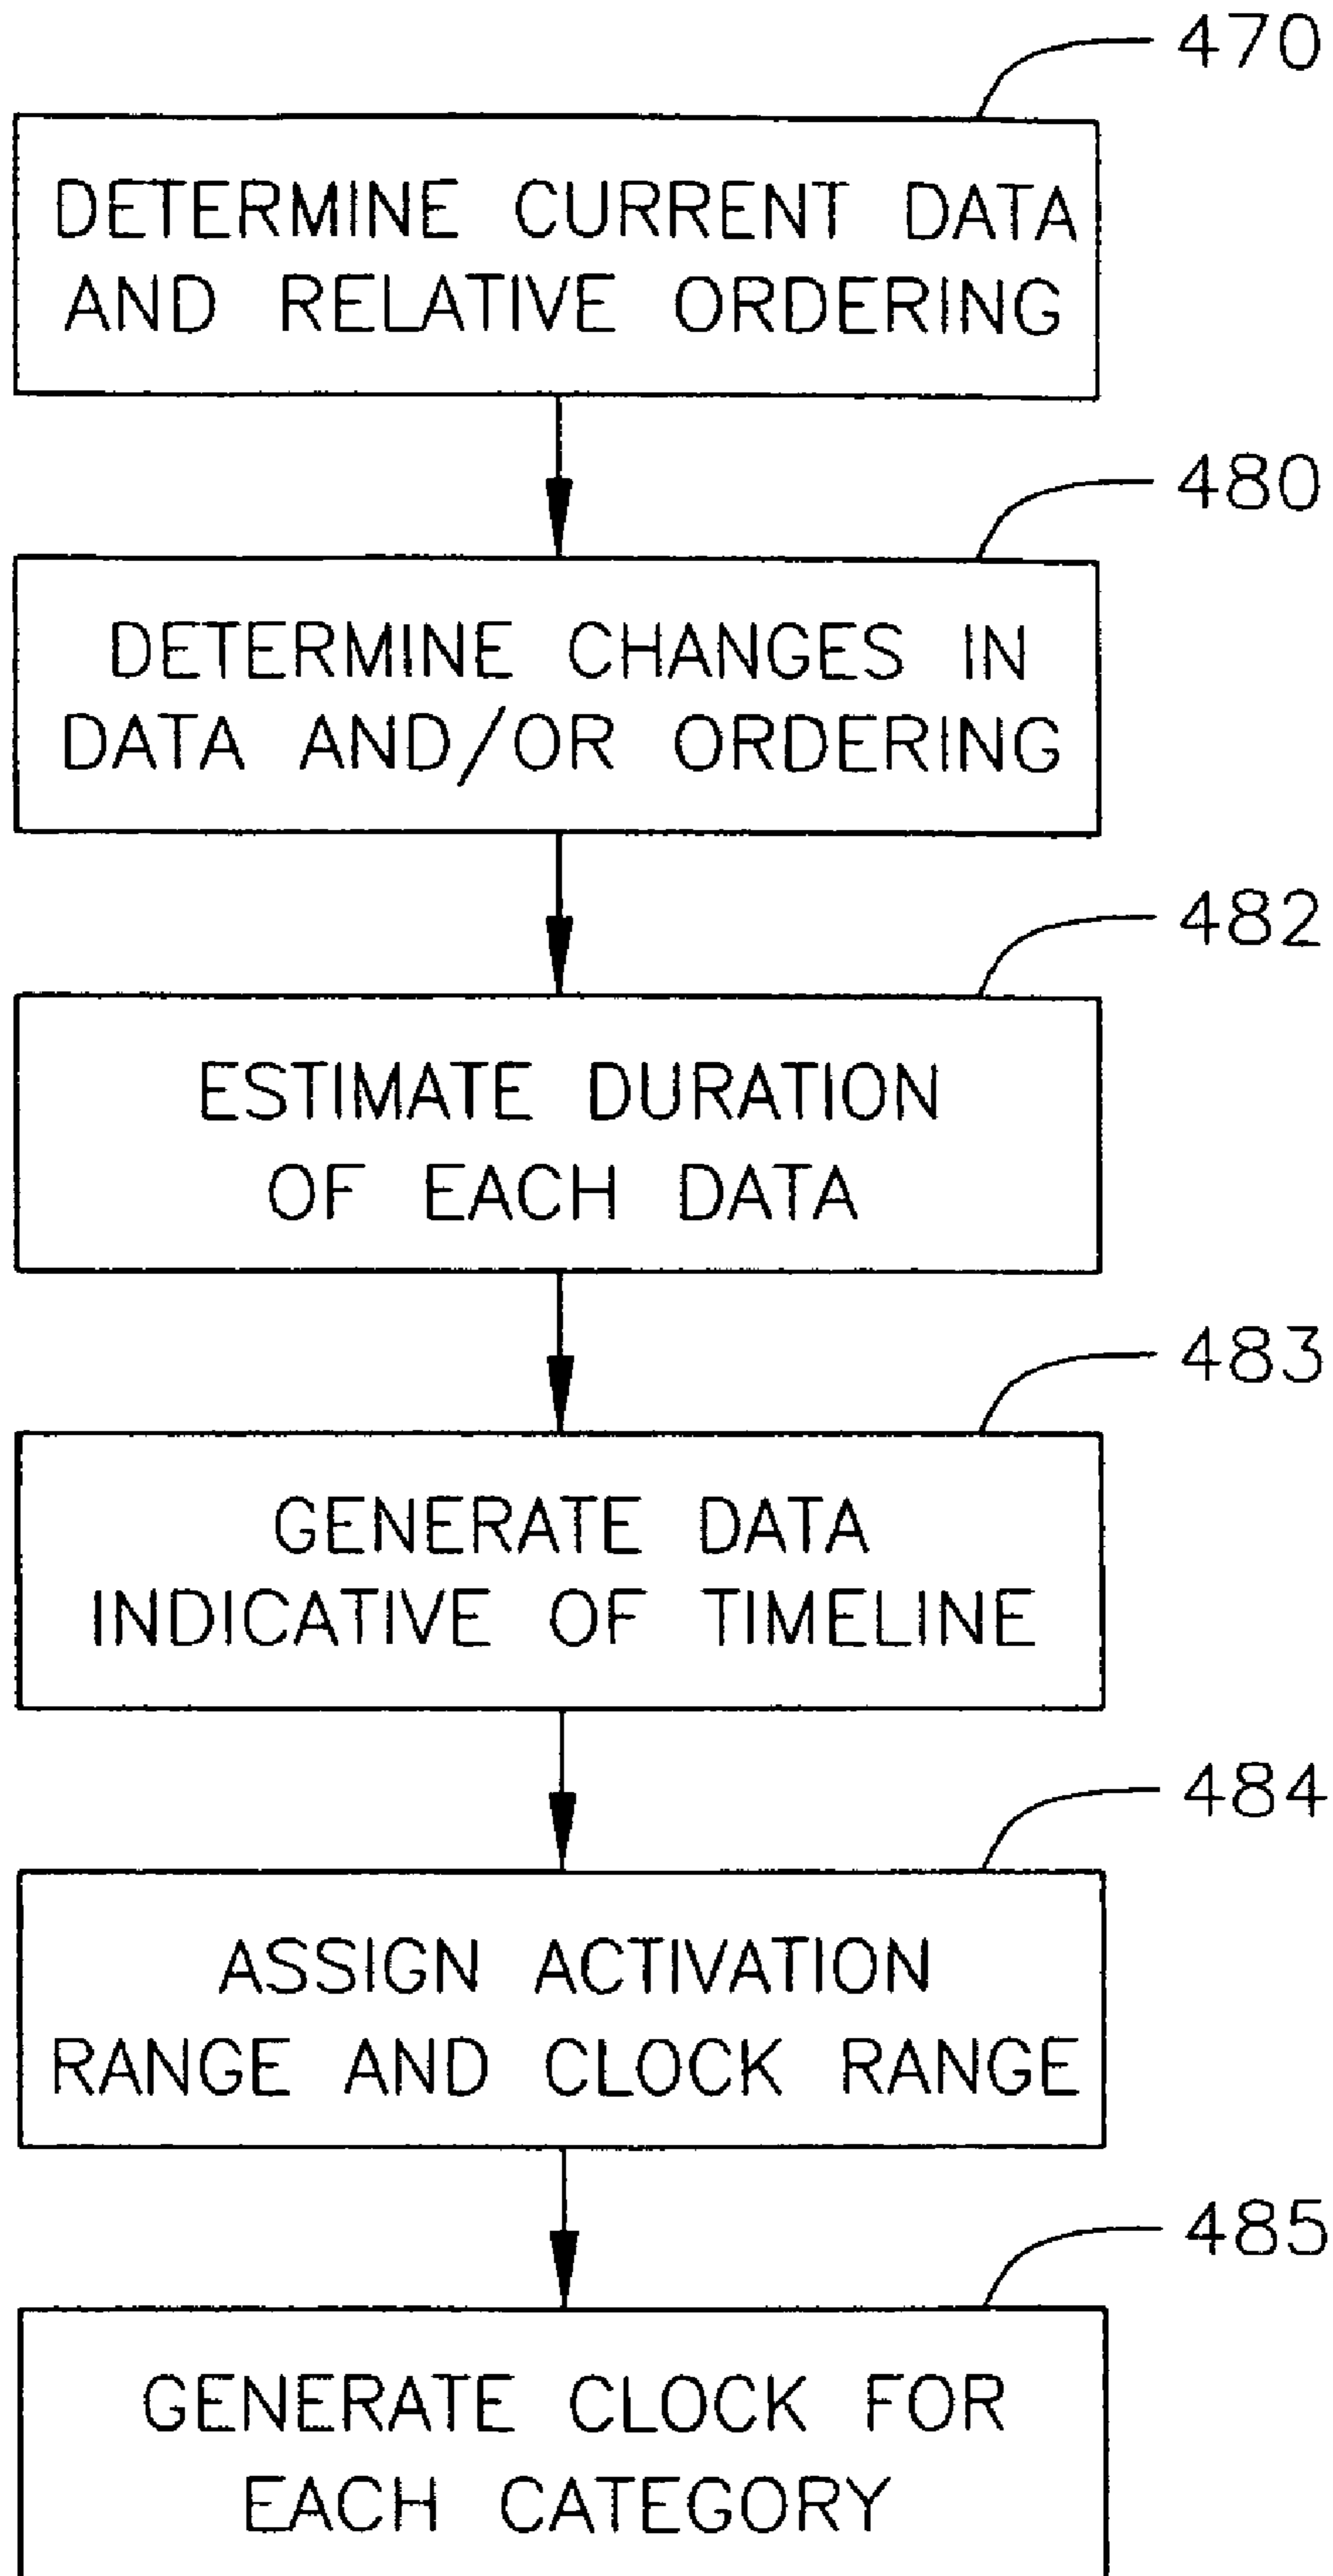 470
DETERMINE CURRENT DATA
AND RELATIVE ORDERING
480
DETERMINE CHANGES IN
DATA AND/OR ORDERING
482
ESTIMATE DURATION
OF EACH DATA
483
GENERATE DATA
INDICATIVE OF TIMELINE
484
ASSIGN ACTIVATION
RANGE AND CLOCK RANGE
485
GENERATE CLOCK FOR
EACH CATEGORY